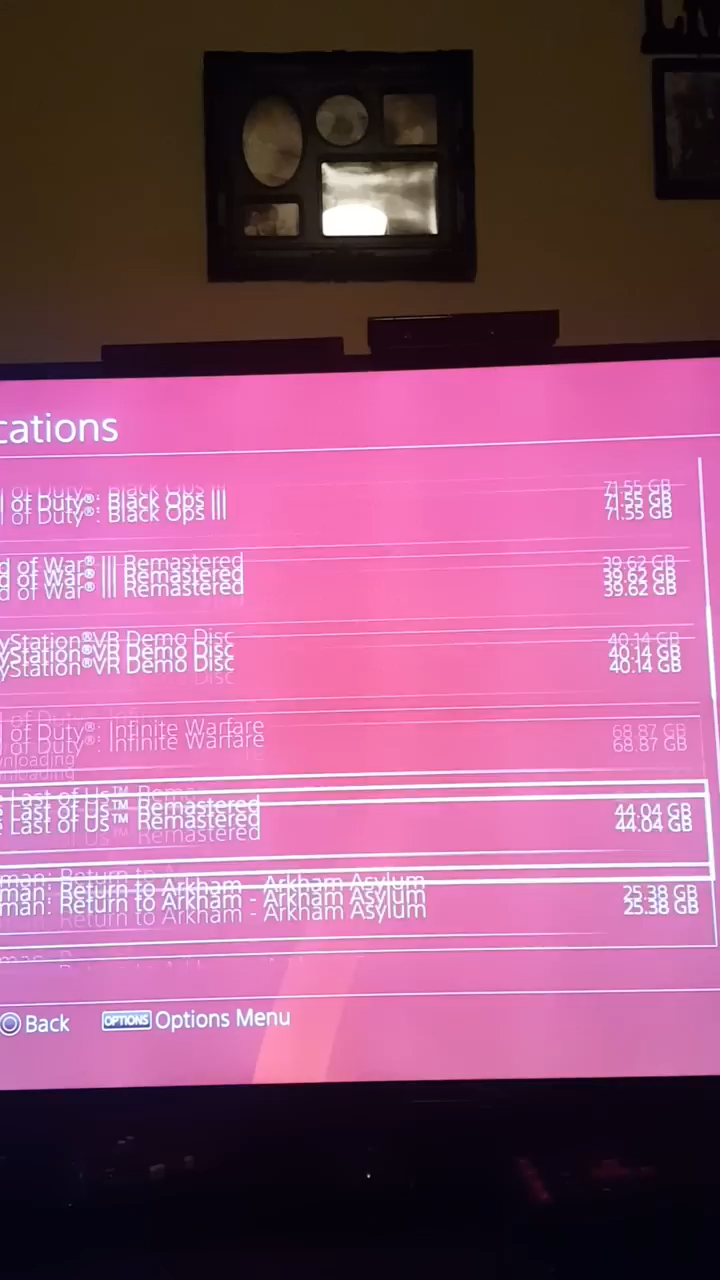 cations
of Duty®: Black Ops III 71.55 GB
d of War® III Remastered 39.62 GB
yStation®VR Demo Disc 40.14 GB
of Duty®: Infinite Warfare 68.87 GB
nloading
Last of Us™ Remastered 44.04 GB
man: Return to Arkham - Arkham Asylum 25.38 GB
Back OPTIONS Options Menu